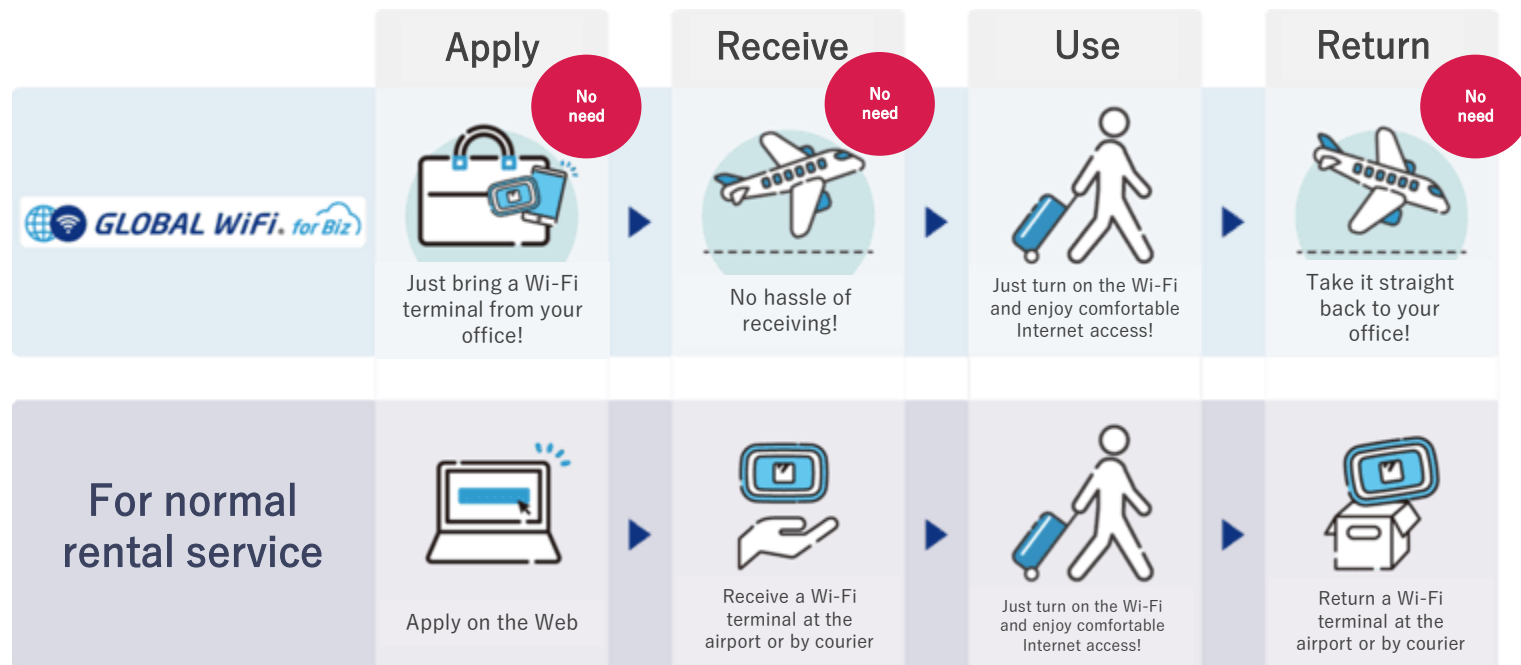 Apply
Receive
Use
Return
No
need
No
need
No
need
GLOBAL WiFi® for Biz
Just bring a Wi-Fi
terminal from your
office!
No hassle of
receiving!
Just turn on the Wi-Fi
and enjoy comfortable
Internet access!
Take it straight
back to your
office!
For normal
rental service
Apply on the Web
Receive a Wi-Fi
terminal at the
airport or by courier
Just turn on the Wi-Fi
and enjoy comfortable
Internet access!
Return a Wi-Fi
terminal at the
airport or by courier